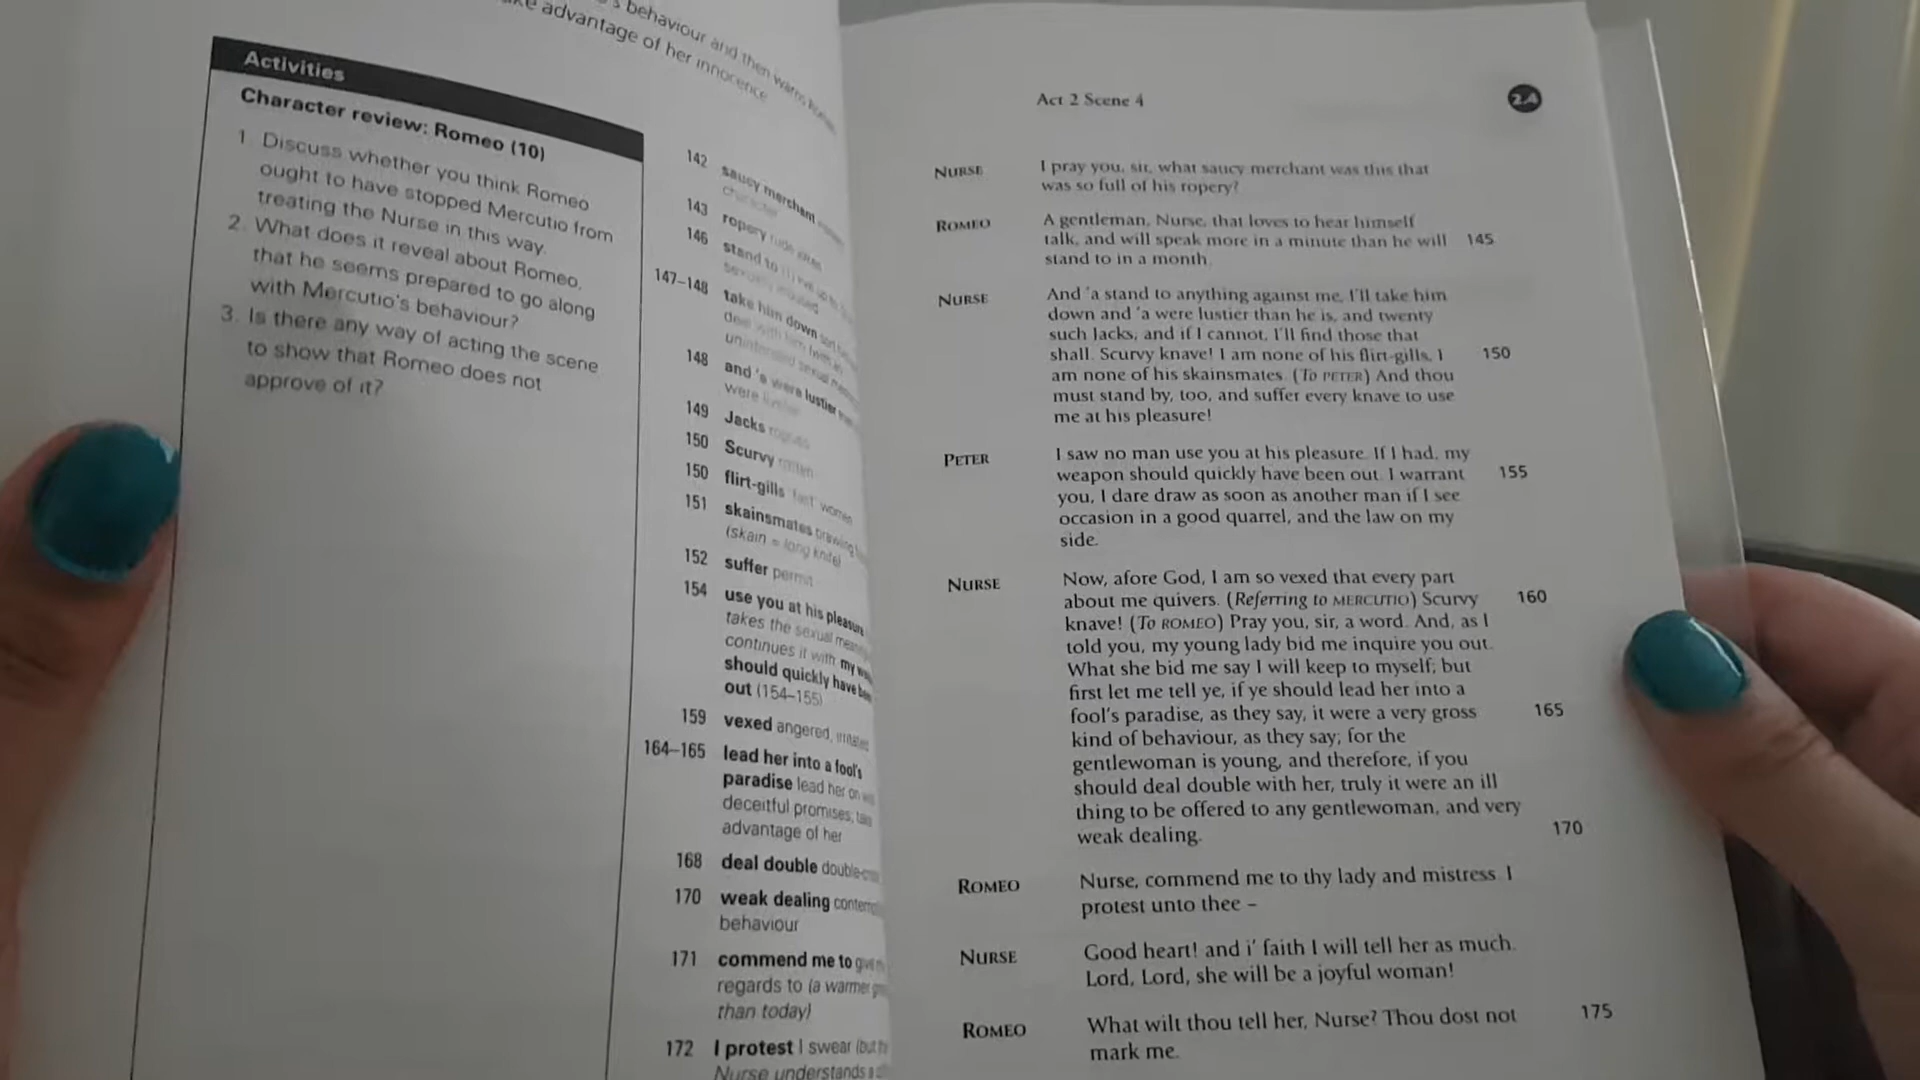 's behaviour and then warns
advantage of her innocence
Activities
Character review: Romeo (10)
1. Discuss whether you think Romeo
ought to have stopped Mercutio from
treating the Nurse in this way.
2. What does it reveal about Romeo,
that he seems prepared to go along
with Mercutio's behaviour?
3. Is there any way of acting the scene
to show that Romeo does not
approve of it?
142 saucy merchant
character
143 ropery rude
146 stand to
147–148 take him down
deal with him
unintended sexual
148 and 'a were lustier
were lustier
149 Jacks rogues
150 Scurvy rotten
150 flirt-gills 'fast' women
151 skainsmates
(skain = long knife)
152 suffer permit
154 use you at his pleasure
takes the sexual
continues it with my
should quickly have been
out (154–155)
159 vexed angered, irritated
164–165 lead her into a fool's
paradise lead her on
deceitful promises,
advantage of her
168 deal double
170 weak dealing
behaviour
171 commend me to
regards to (a warmer
than today)
172 I protest I swear (but
Nurse understands
Act 2 Scene 4
2.4
NURSE I pray you, sir, what saucy merchant was this that
was so full of his ropery?
ROMEO A gentleman, Nurse, that loves to hear himself
talk, and will speak more in a minute than he will 145
stand to in a month.
NURSE And 'a stand to anything against me, I'll take him
down and 'a were lustier than he is, and twenty
such Jacks; and if I cannot, I'll find those that
shall. Scurvy knave! I am none of his flirt-gills, I 150
am none of his skainsmates. (To PETER) And thou
must stand by, too, and suffer every knave to use
me at his pleasure!
PETER I saw no man use you at his pleasure. If I had, my
weapon should quickly have been out. I warrant 155
you, I dare draw as soon as another man if I see
occasion in a good quarrel, and the law on my
side.
NURSE Now, afore God, I am so vexed that every part
about me quivers. (Referring to MERCUTIO) Scurvy 160
knave! (To ROMEO) Pray you, sir, a word. And, as I
told you, my young lady bid me inquire you out.
What she bid me say I will keep to myself; but
first let me tell ye, if ye should lead her into a
fool's paradise, as they say, it were a very gross 165
kind of behaviour, as they say; for the
gentlewoman is young, and therefore, if you
should deal double with her, truly it were an ill
thing to be offered to any gentlewoman, and very
weak dealing. 170
ROMEO Nurse, commend me to thy lady and mistress. I
protest unto thee –
NURSE Good heart! and i' faith I will tell her as much.
Lord, Lord, she will be a joyful woman!
ROMEO What wilt thou tell her, Nurse? Thou dost not 175
mark me.